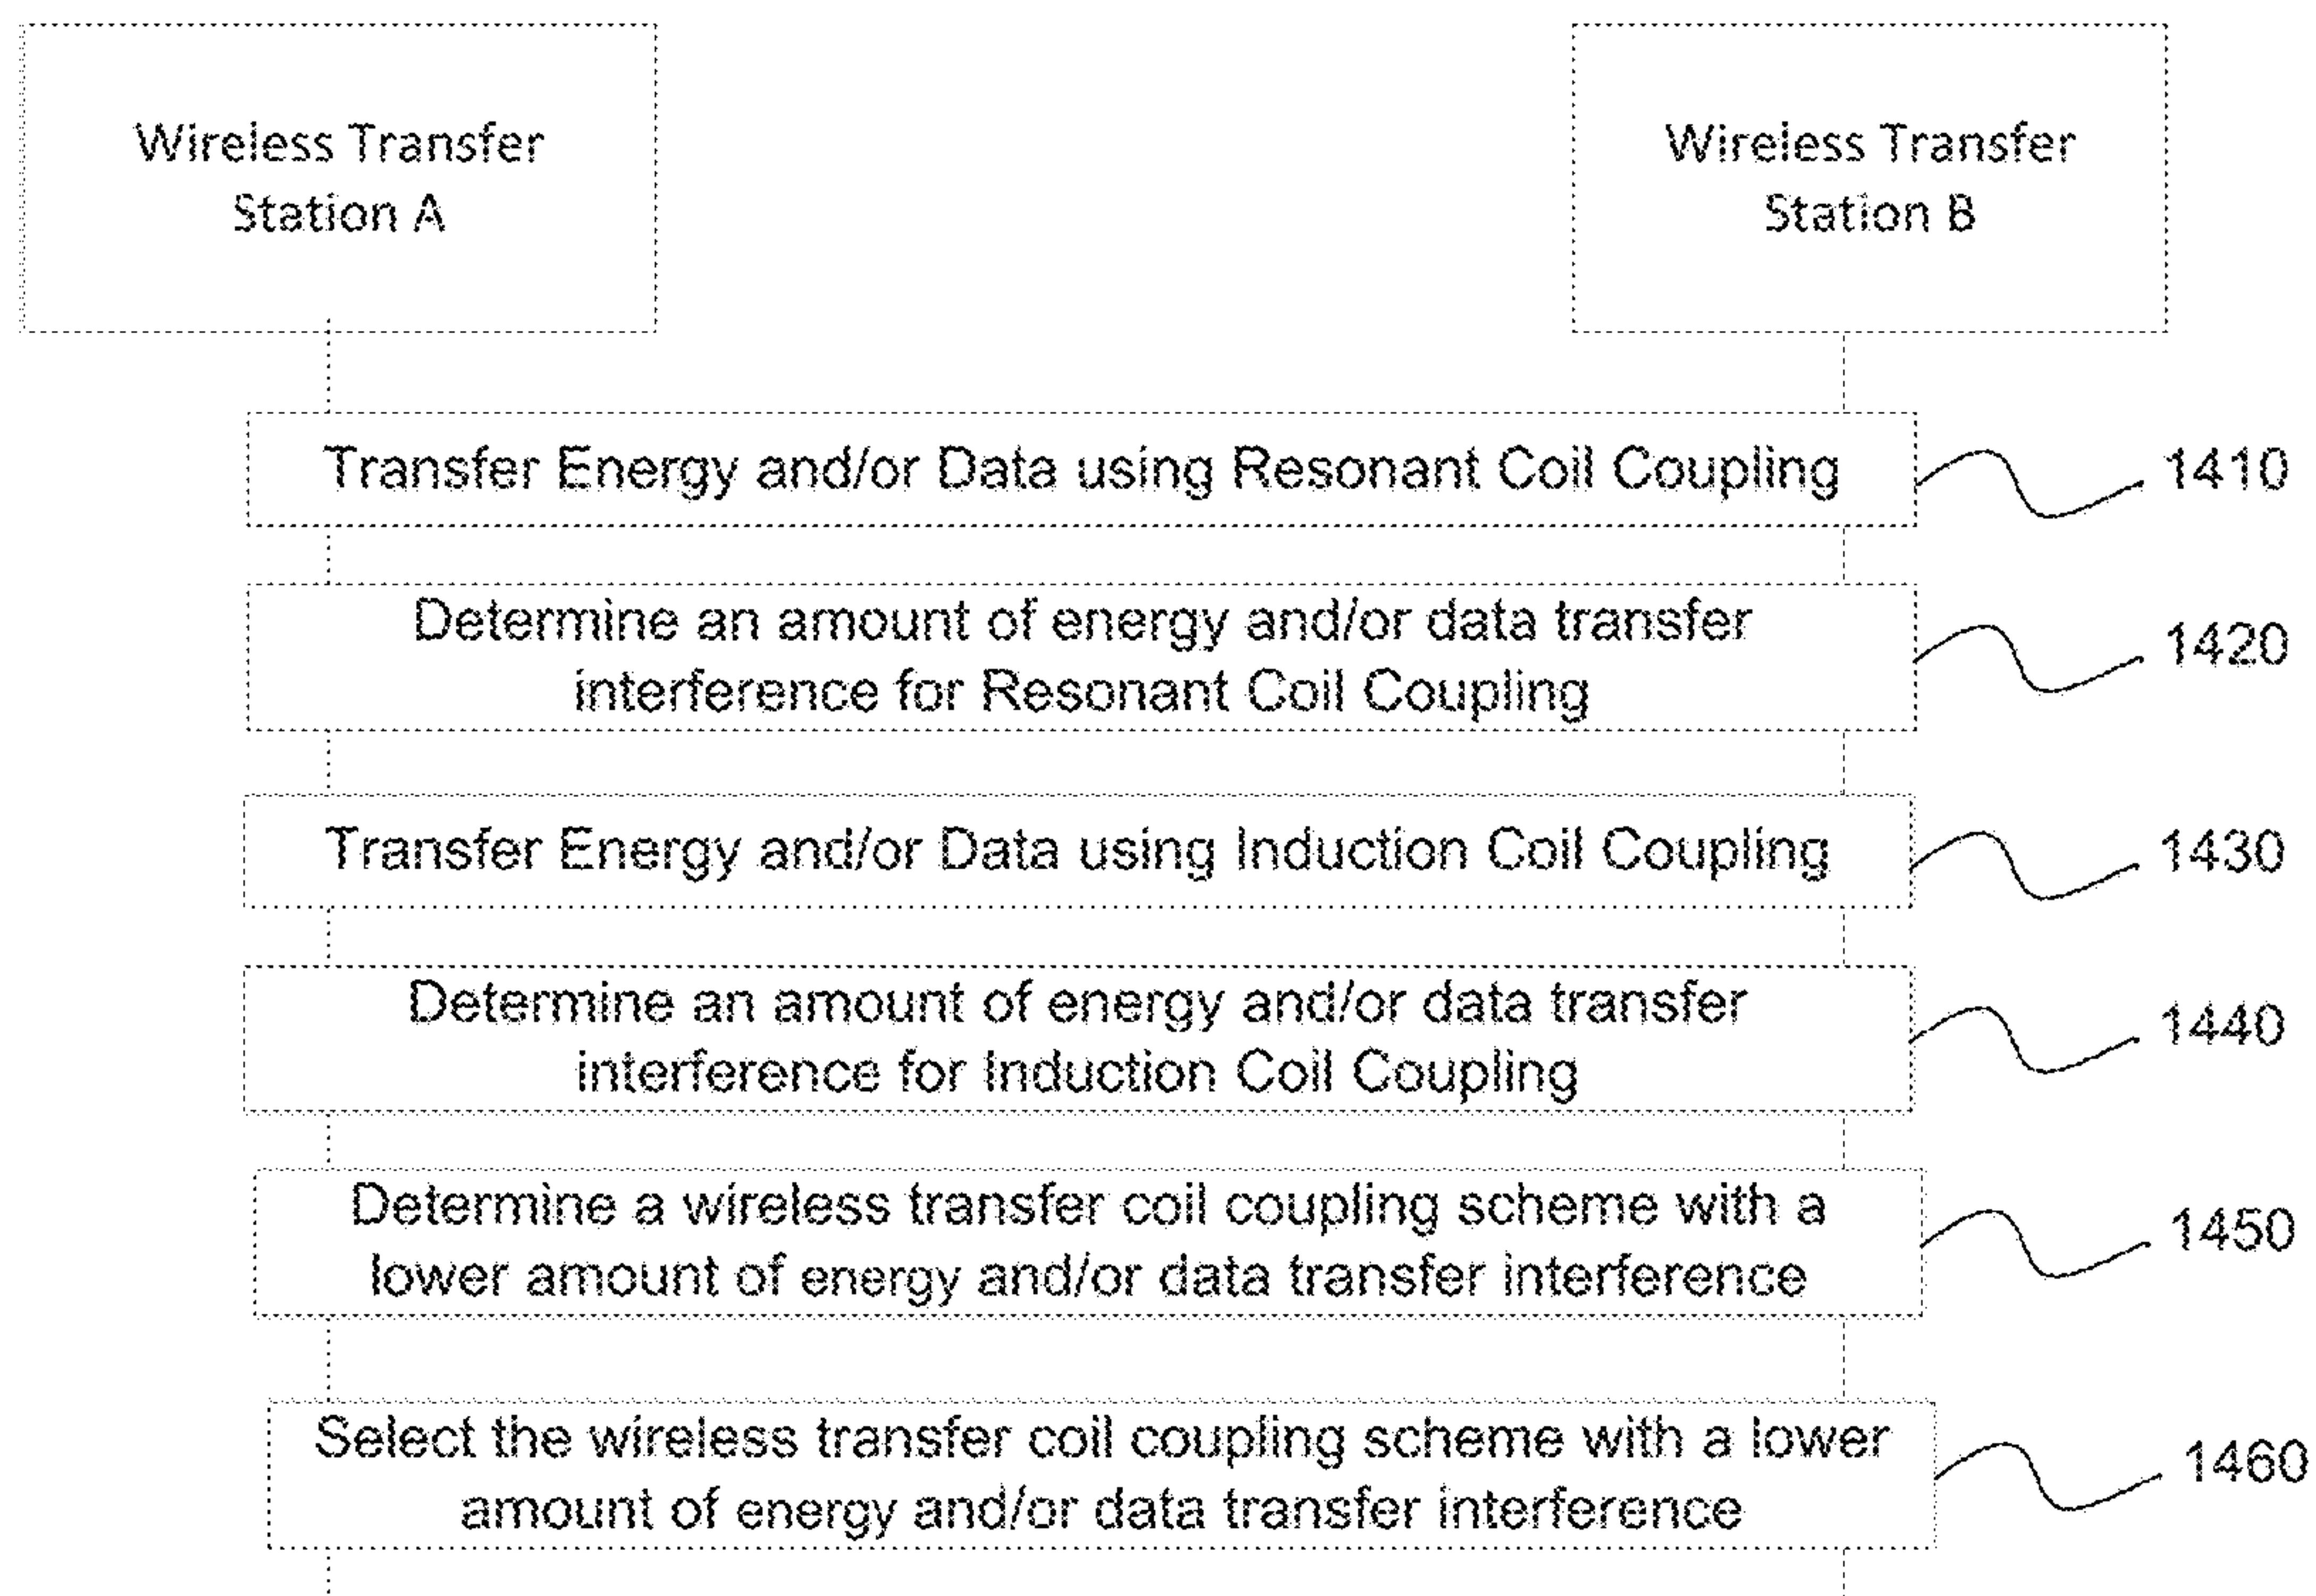 Wireless Transfer
Station A
Wireless Transfer
Station B
Transfer Energy and/or Data using Resonant Coil Coupling
1410
Determine an amount of energy and/or data transfer
interference for Resonant Coil Coupling
1420
Transfer Energy and/or Data using Induction Coil Coupling
1430
Determine an amount of energy and/or data transfer
interference for Induction Coil Coupling
1440
Determine a wireless transfer coil coupling scheme with a
lower amount of energy and/or data transfer interference
1450
Select the wireless transfer coil coupling scheme with a lower
amount of energy and/or data transfer interference
1460